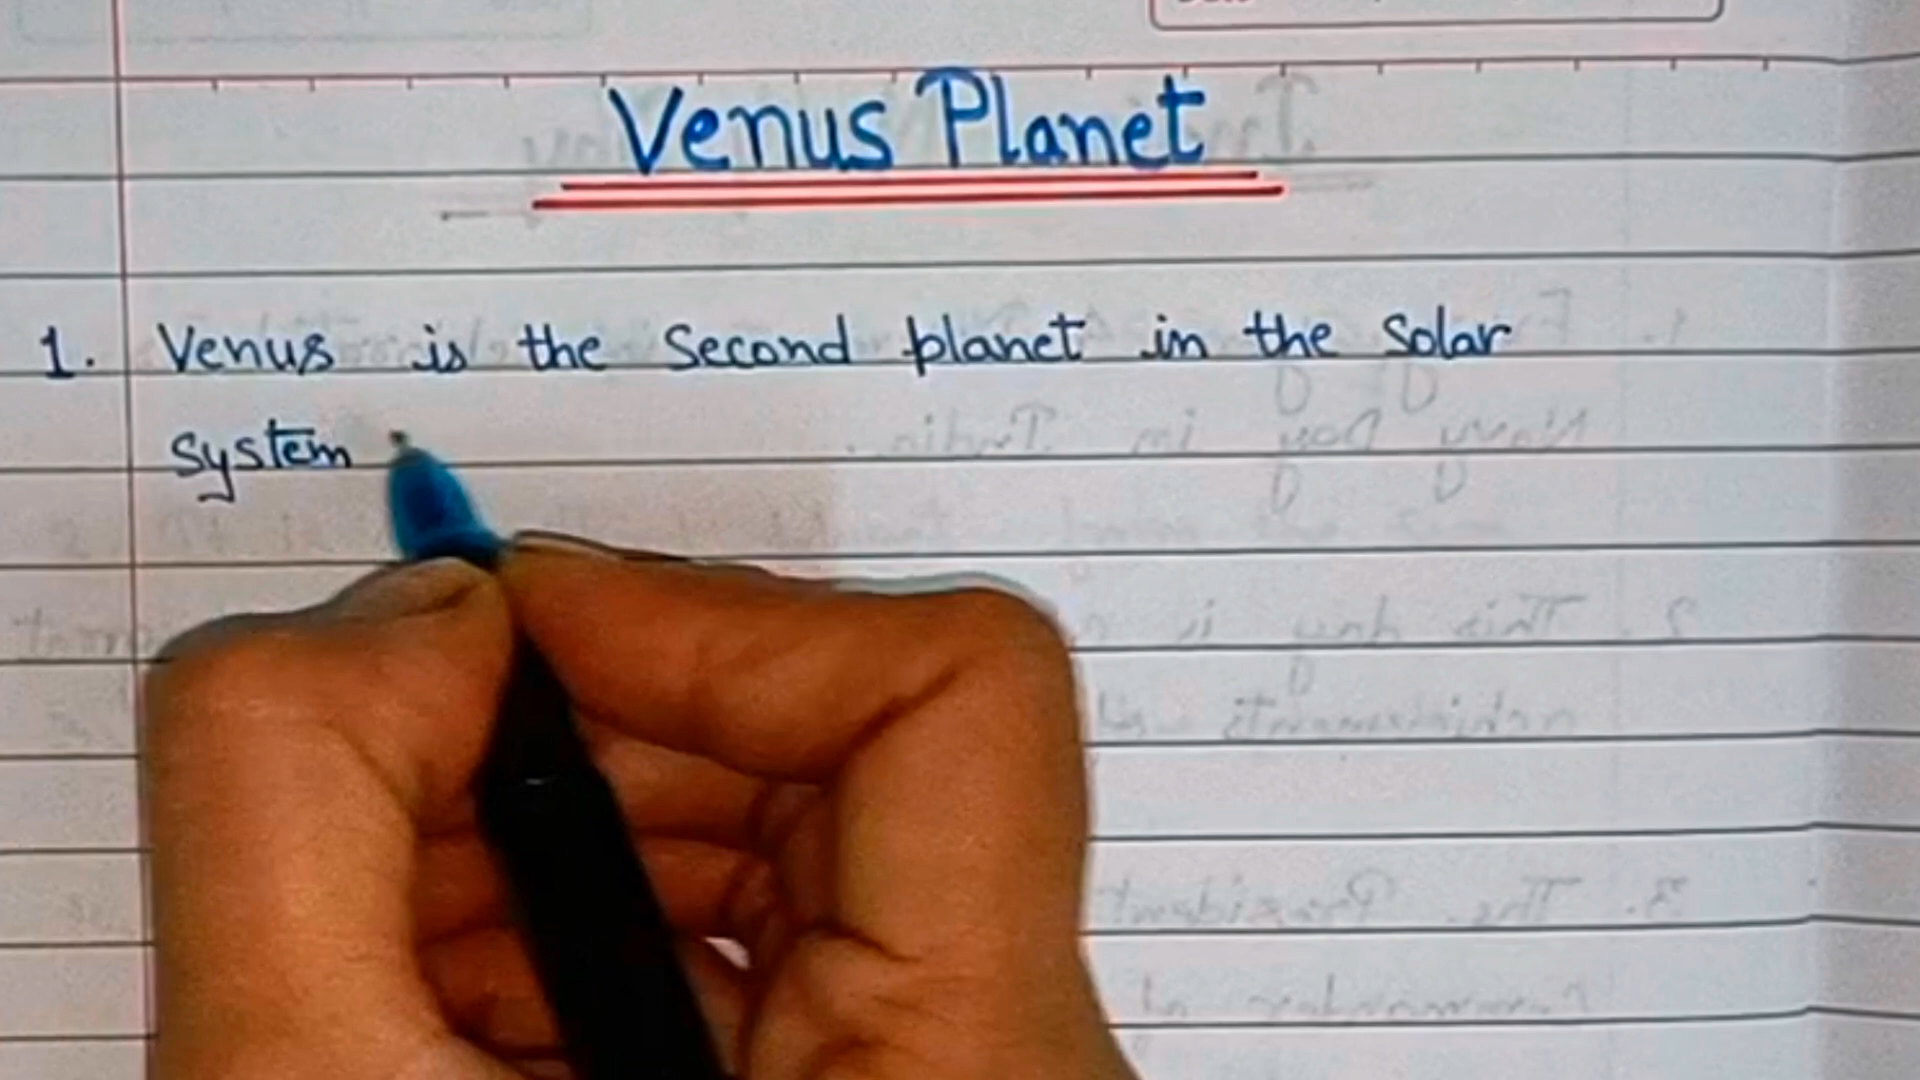 Venus Planet
1. Venus is the Second planet in the Solar
System